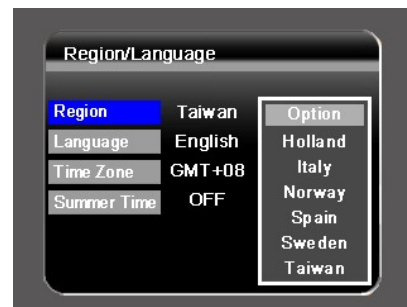 Region/Language
Region Taiwan
Language English
Time Zone GMT+08
Summer Time OFF
Option
Holland
Italy
Norway
Spain
Sweden
Taiwan